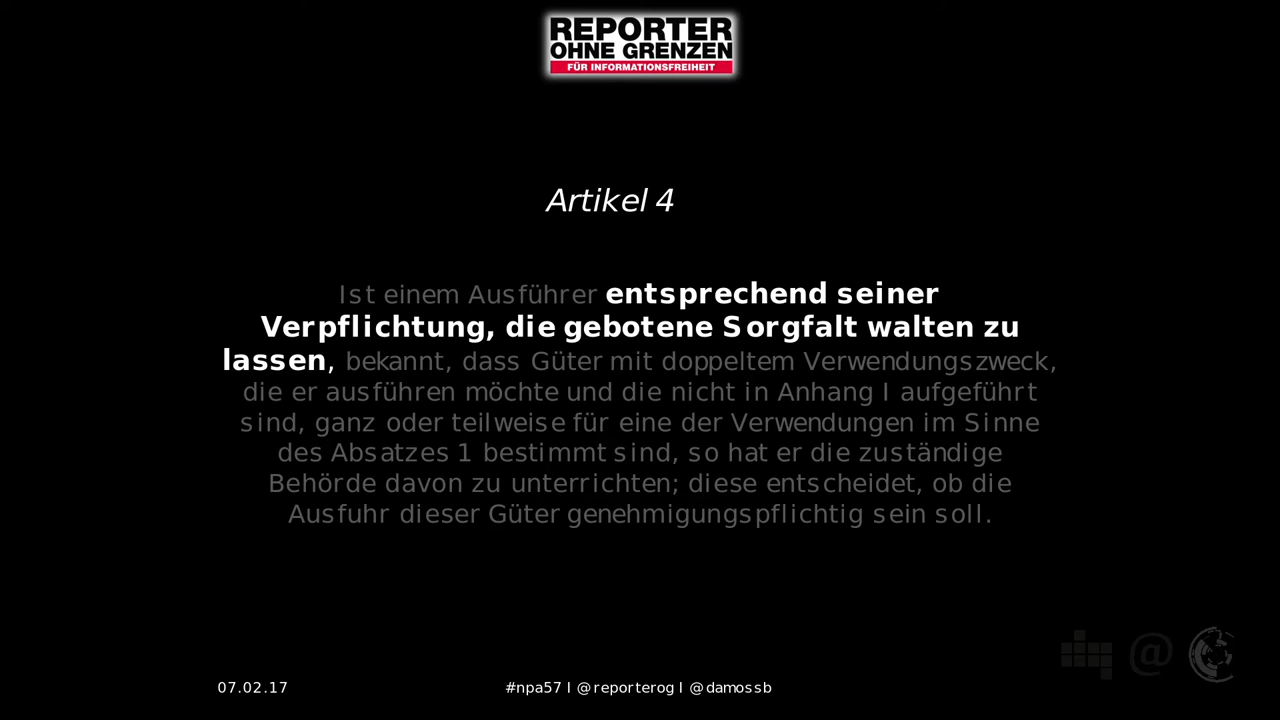 REPORTER
OHNE GRENZEN
FÜR INFORMATIONSFREIHEIT
Artikel 4
Ist einem Ausführer entsprechend seiner
Verpflichtung, die gebotene Sorgfalt walten zu
lassen, bekannt, dass Güter mit doppeltem Verwendungszweck,
die er ausführen möchte und die nicht in Anhang I aufgeführt
sind, ganz oder teilweise für eine der Verwendungen im Sinne
des Absatzes 1 bestimmt sind, so hat er die zuständige
Behörde davon zu unterrichten; diese entscheidet, ob die
Ausfuhr dieser Güter genehmigungspflichtig sein soll.
@
07.02.17 #npa57 I @reporterog I @damossb